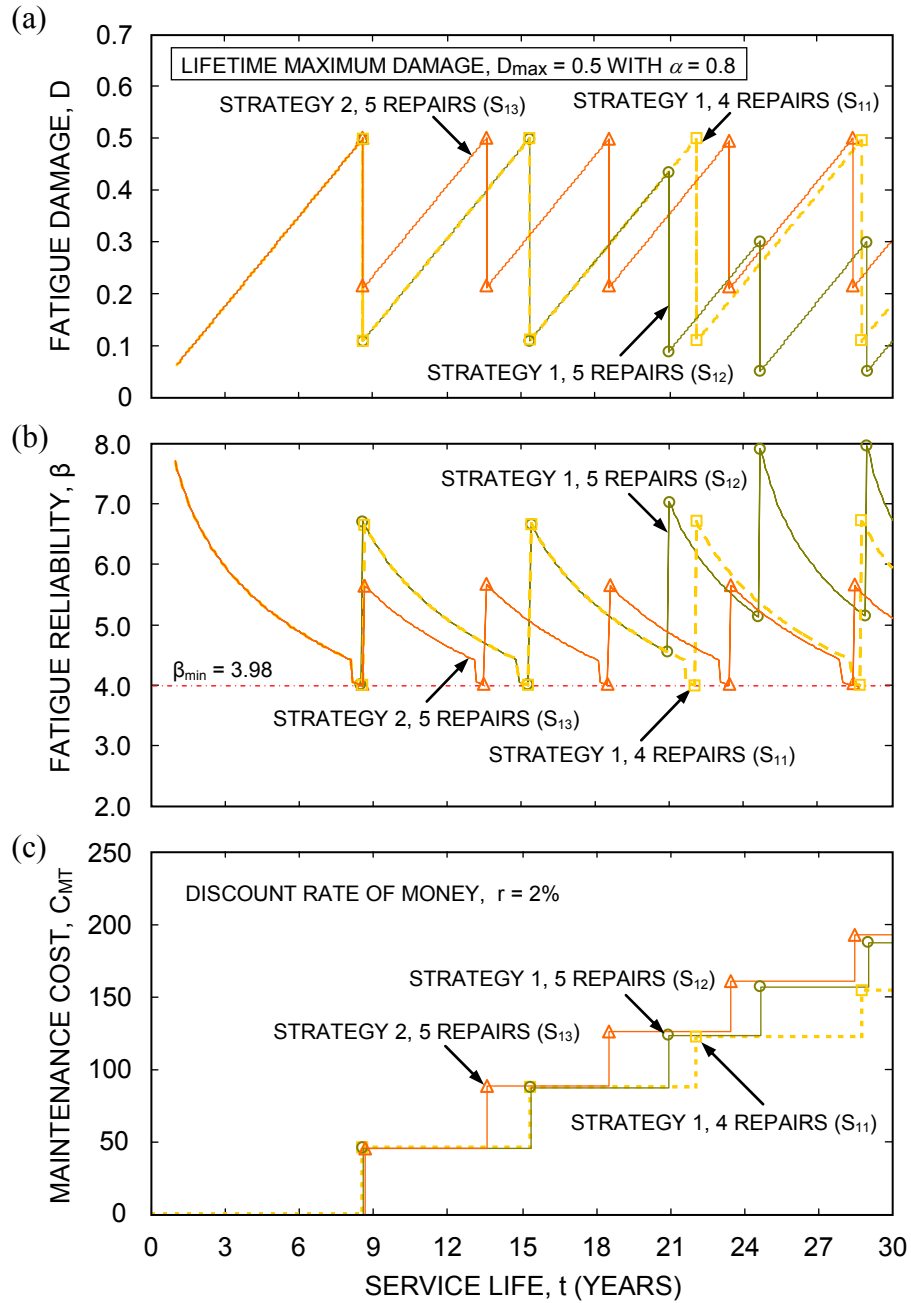 (a)
FATIGUE DAMAGE, D
0.7
0.6
0.5
0.4
0.3
0.2
0.1
0
LIFETIME MAXIMUM DAMAGE, Dmax = 0.5 WITH α = 0.8
STRATEGY 2, 5 REPAIRS (S13)
STRATEGY 1, 4 REPAIRS (S11)
STRATEGY 1, 5 REPAIRS (S12)
(b)
FATIGUE RELIABILITY, β
8.0
7.0
6.0
5.0
4.0
3.0
2.0
STRATEGY 1, 5 REPAIRS (S12)
βmin = 3.98
STRATEGY 2, 5 REPAIRS (S13)
STRATEGY 1, 4 REPAIRS (S11)
(c)
MAINTENANCE COST, CMT
250
200
150
100
50
0
DISCOUNT RATE OF MONEY, r = 2%
STRATEGY 1, 5 REPAIRS (S12)
STRATEGY 2, 5 REPAIRS (S13)
STRATEGY 1, 4 REPAIRS (S11)
0 3 6 9 12 15 18 21 24 27 30
SERVICE LIFE, t (YEARS)